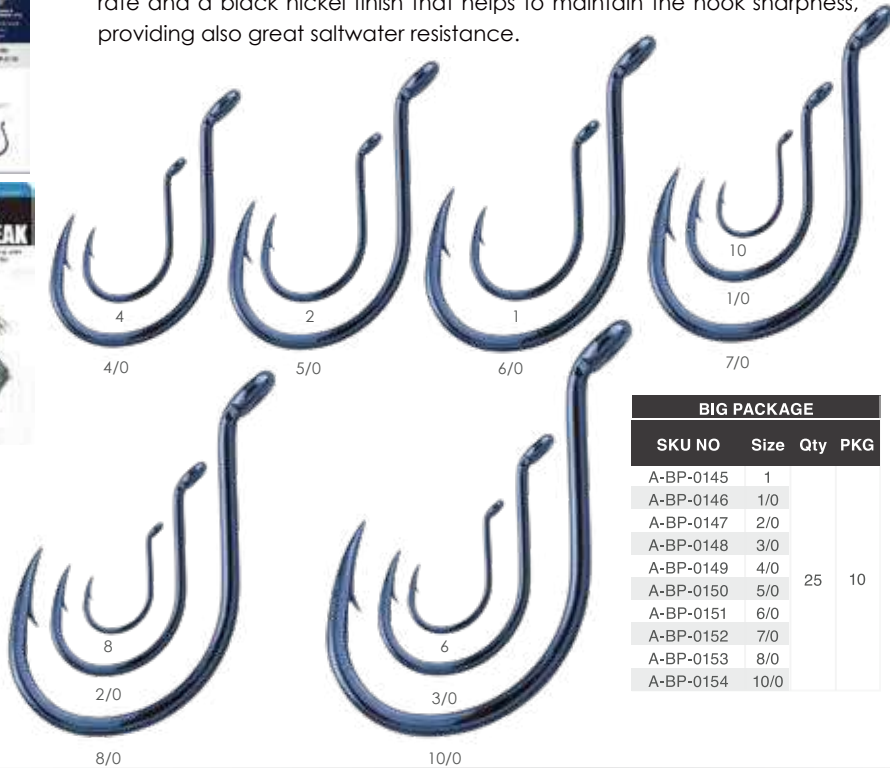 rate and a black nickel finish that helps to maintain the hook sharpness,
providing also great saltwater resistance.
4
4/0
2
5/0
1
6/0
10
1/0
7/0
8
2/0
8/0
6
3/0
10/0
BIG PACKAGE
SKU NO Size Qty PKG
A-BP-0145 1
A-BP-0146 1/0
A-BP-0147 2/0
A-BP-0148 3/0
A-BP-0149 4/0
A-BP-0150 5/0
25 10
A-BP-0151 6/0
A-BP-0152 7/0
A-BP-0153 8/0
A-BP-0154 10/0